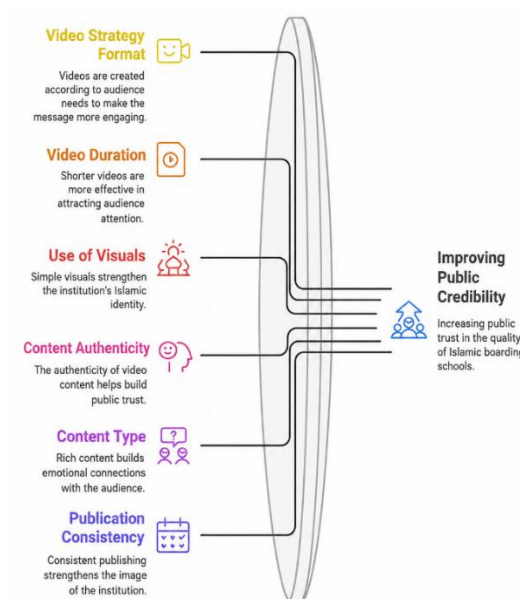 Video Strategy
Format
Videos are created
according to audience
needs to make the
message more engaging.
Video Duration
Shorter videos are
more effective in
attracting audience
attention.
Use of Visuals
Simple visuals strengthen
the institution's Islamic
identity.
Content Authenticity
The authenticity of video
content helps build
public trust.
Content Type
Rich content builds
emotional connections
with the audience.
Publication
Consistency
Consistent publishing
strengthens the image
of the institution.
Improving
Public
Credibility
Increasing public
trust in the quality
of Islamic boarding
schools.